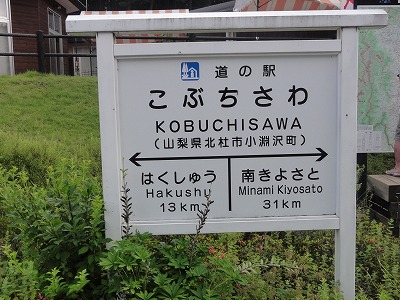 道の駅
こぶちさわ
KOBUCHISAWA
(山梨県北杜市小淵沢町)
はくしゅう
Hakushu
13km
南きよさと
Minami Kiyosato
31km